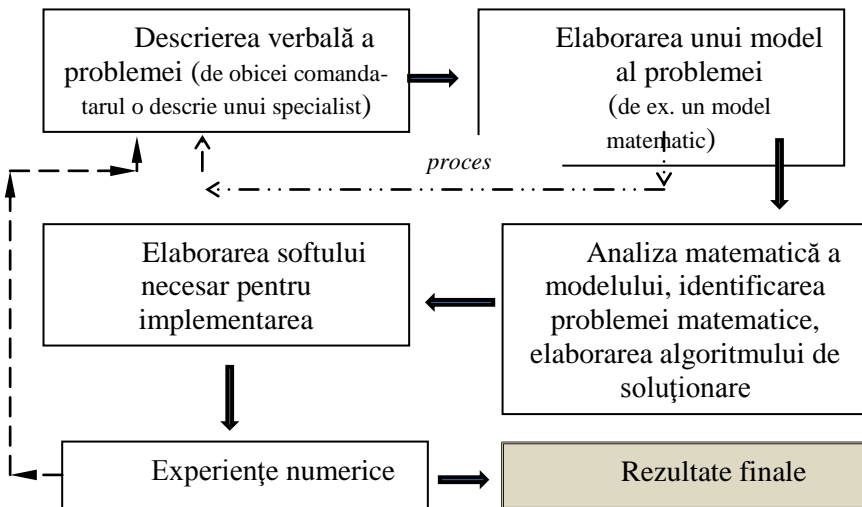 Descrierea verbală a
problemei (de obicei comanda-
tarul o descrie unui specialist)
Elaborarea unui model
al problemei
(de ex. un model
matematic)
proces
Elaborarea softului
necesar pentru
implementarea
Analiza matematică a
modelului, identificarea
problemei matematice,
elaborarea algoritmului de
soluţionare
Experienţe numerice
Rezultate finale